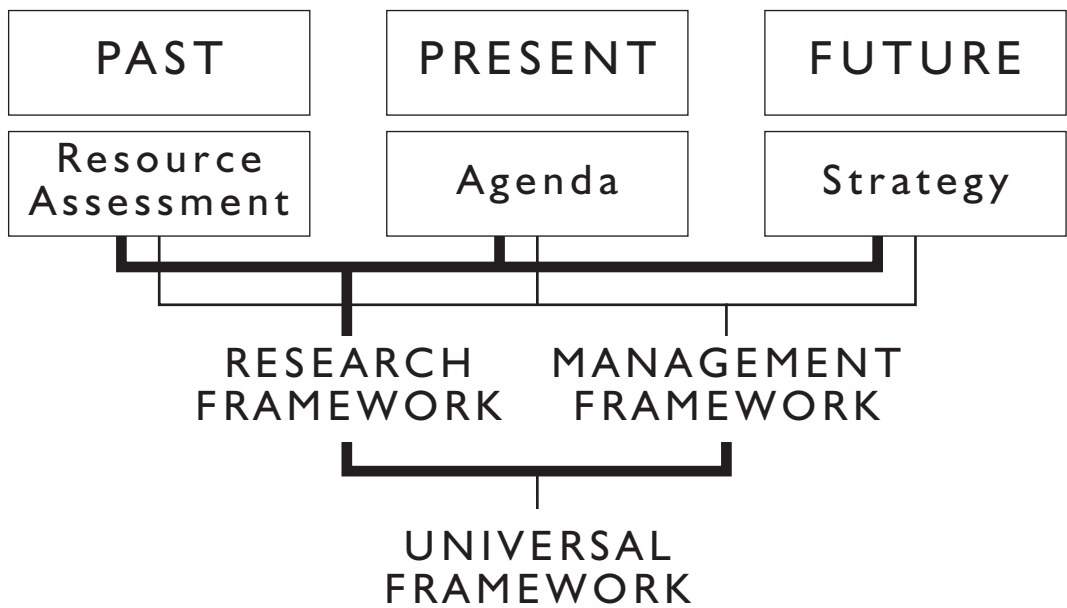 PAST
PRESENT
FUTURE
Resource
Assessment
Agenda
Strategy
RESEARCH
FRAMEWORK
MANAGEMENT
FRAMEWORK
UNIVERSAL
FRAMEWORK